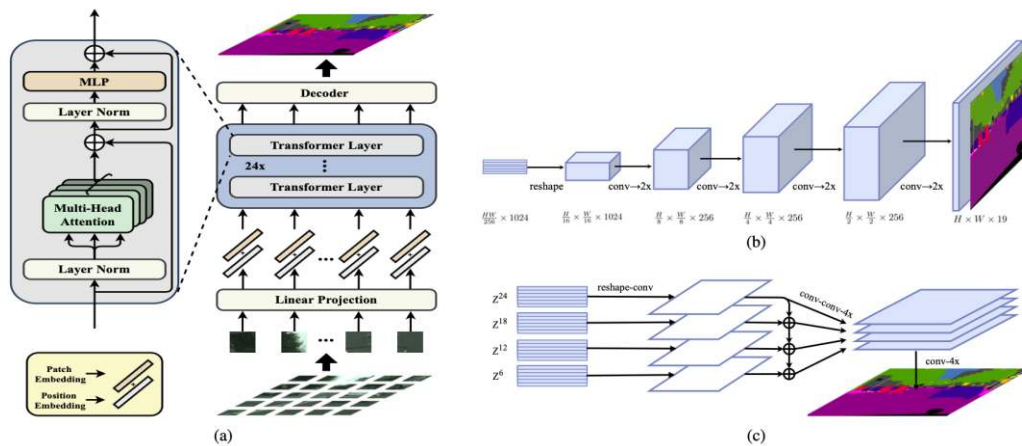 MLP
Layer Norm
Multi-Head
Attention
Layer Norm
Patch
Embedding
Position
Embedding
Decoder
Transformer Layer
24x
Transformer Layer
Linear Projection
(a)
reshape
conv→2x
conv→2x
conv→2x
conv→2x
HW/256 × 1024
H/16 × W/16 × 1024
H/8 × W/8 × 256
H/4 × W/4 × 256
H/2 × W/2 × 256
H × W × 19
(b)
Z^24
Z^18
Z^12
Z^6
reshape-conv
conv-conv-4x
conv-4x
(c)